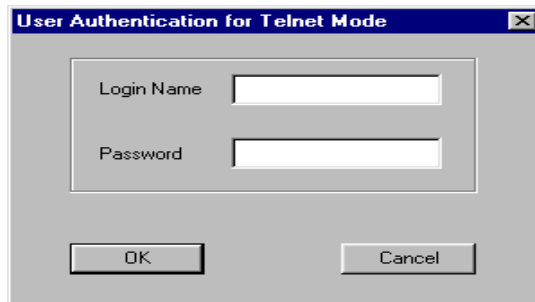 User Authentication for Telnet Mode
Login Name
Password
OK
Cancel